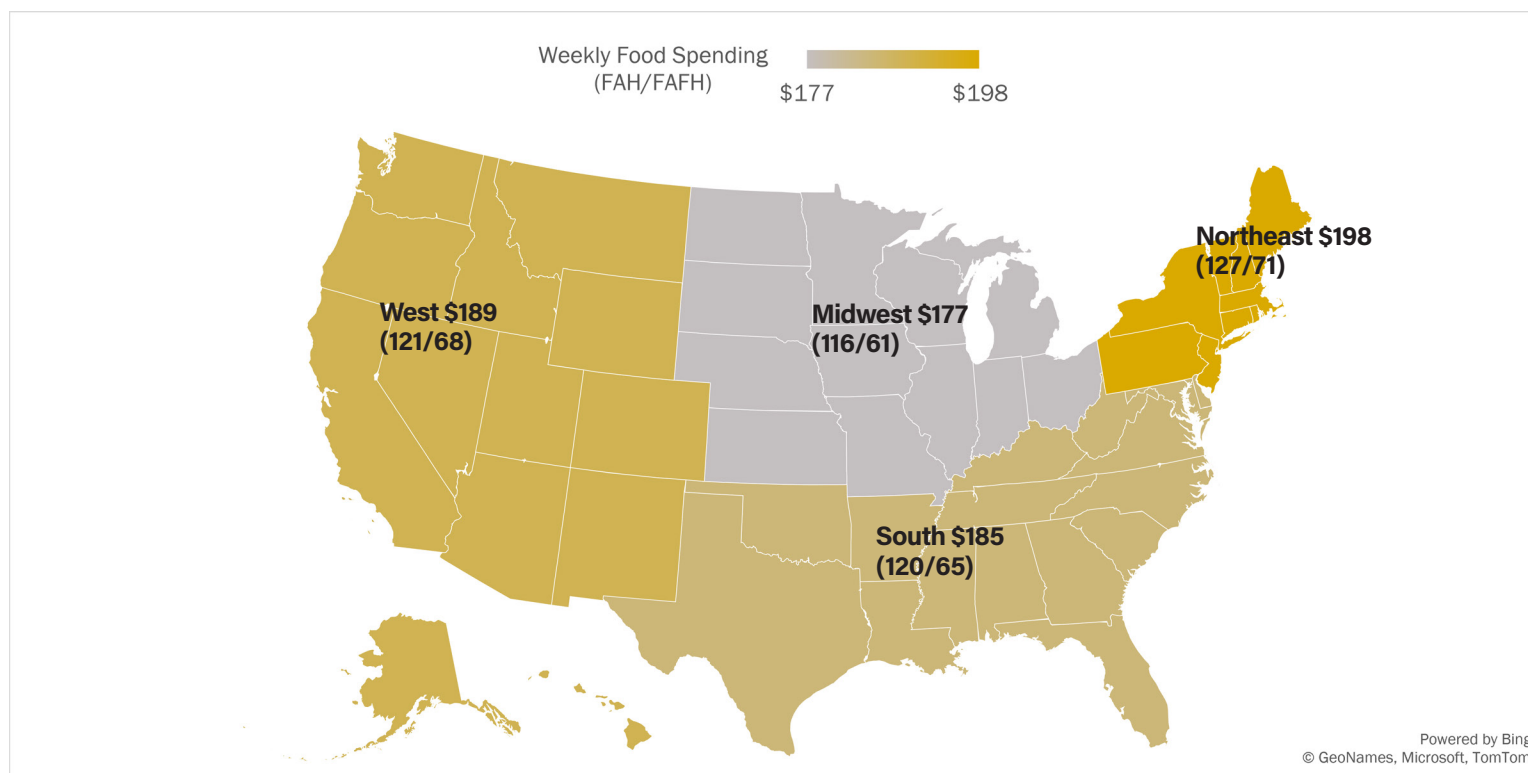 Weekly Food Spending
(FAH/FAFH)
$177
$198
Northeast $198
(127/71)
West $189
(121/68)
Midwest $177
(116/61)
South $185
(120/65)
Powered by Bing
© GeoNames, Microsoft, TomTom